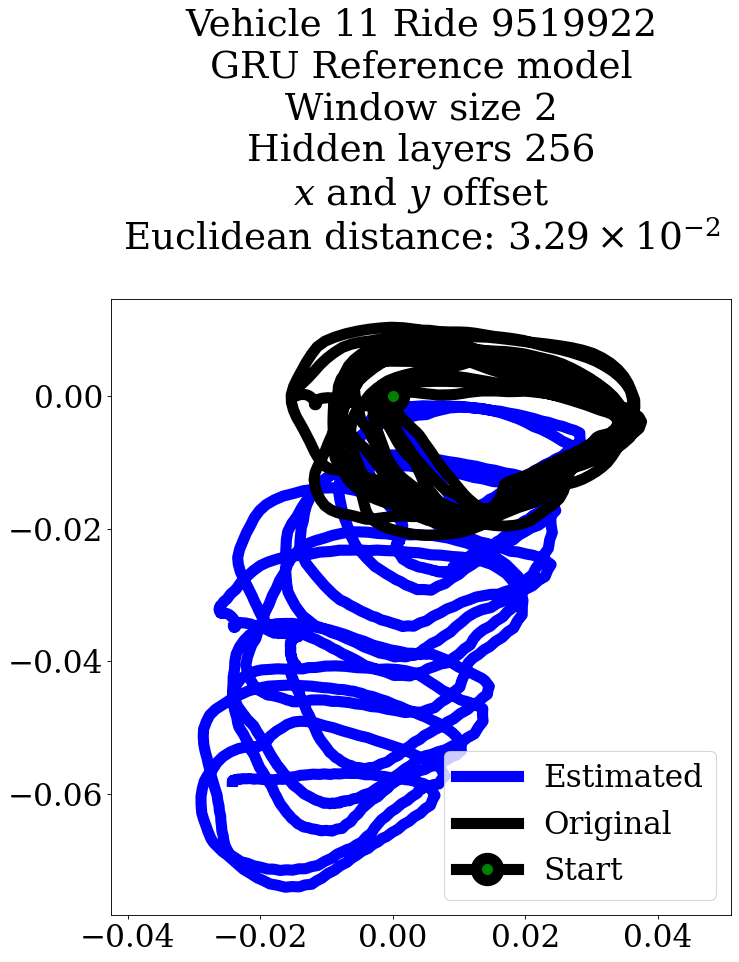 Vehicle 11 Ride 9519922
GRU Reference model
Window size 2
Hidden layers 256
x and y offset
Euclidean distance: 3.29 × 10⁻²
0.00
−0.02
−0.04
−0.06
Estimated
Original
Start
−0.04 −0.02 0.00 0.02 0.04